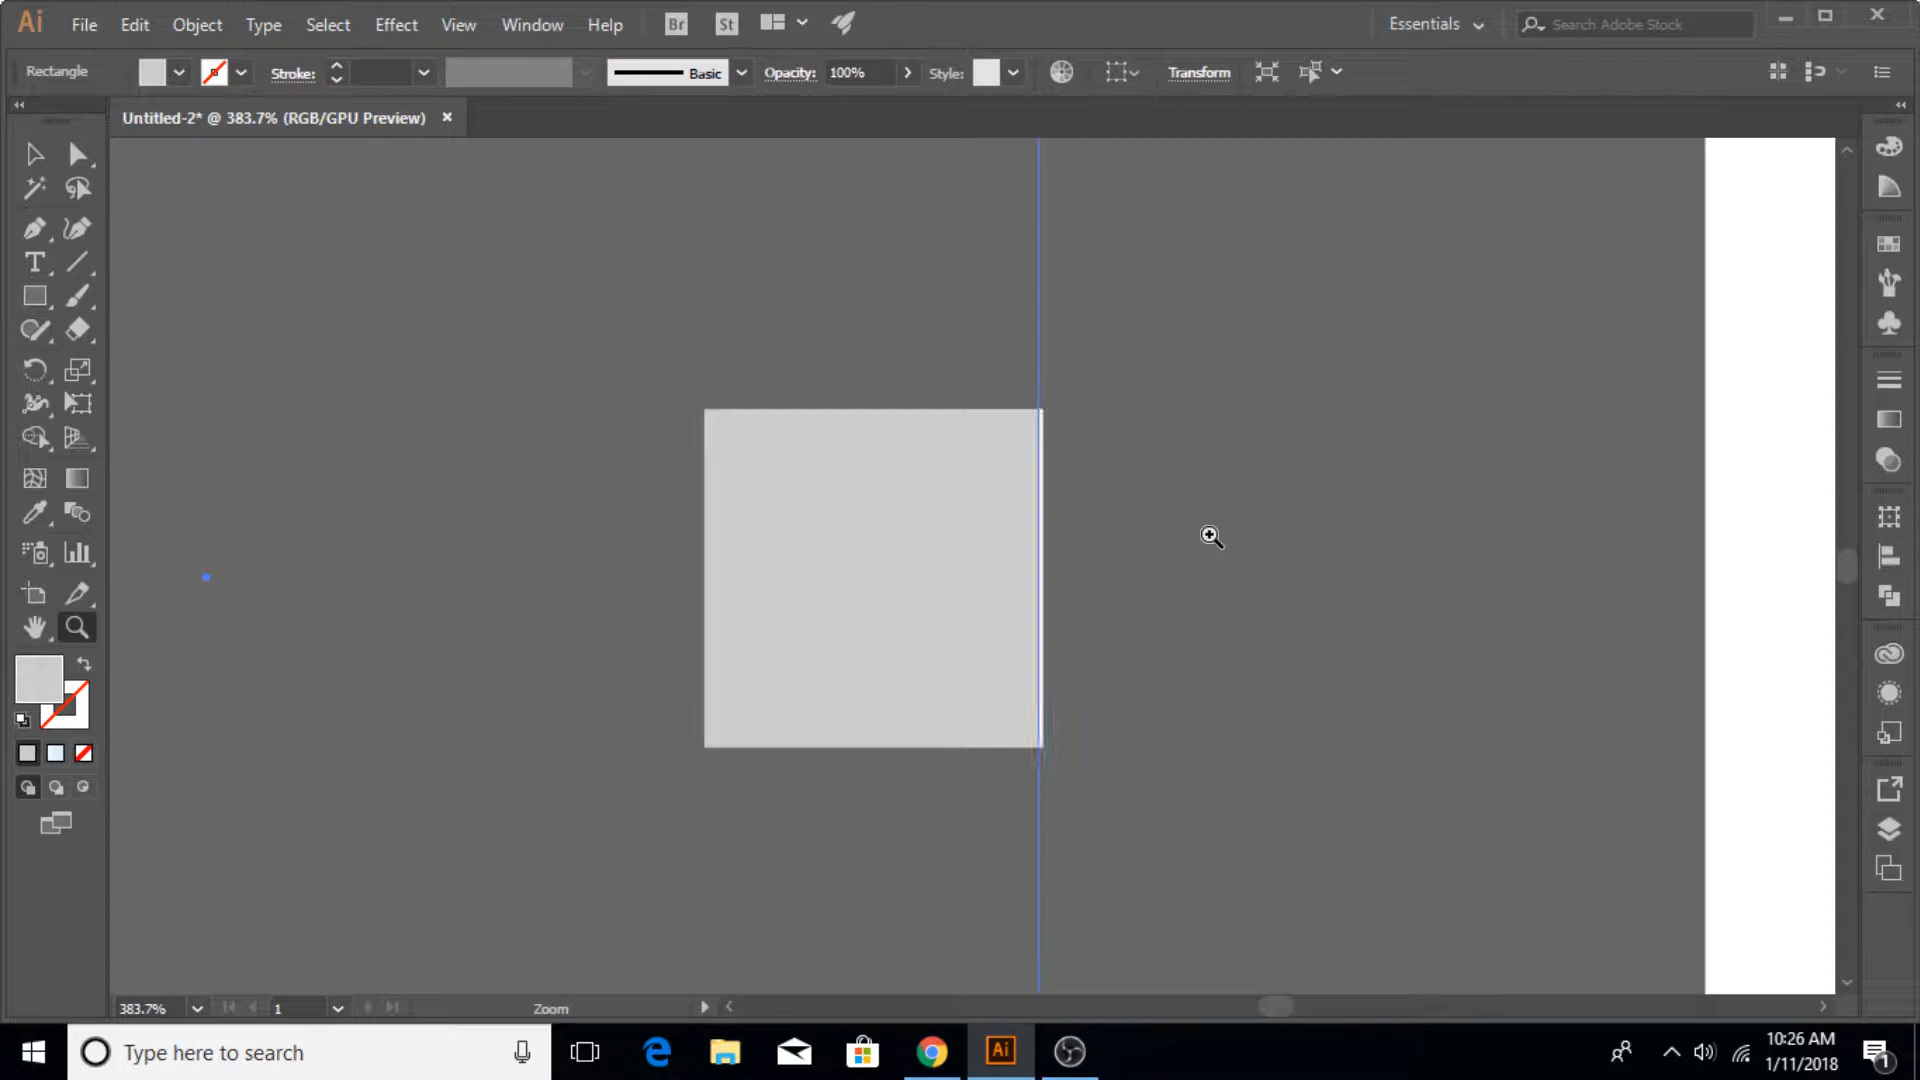 Ai File Edit Object Type Select Effect View Window Help Br St Essentials Search Adobe Stock
Rectangle Stroke: Basic Opacity: 100% Style: Transform
Untitled-2* @ 383.7% (RGB/GPU Preview)
T
383.7% 1 Zoom
Type here to search Ai 10:26 AM
1/11/2018 1